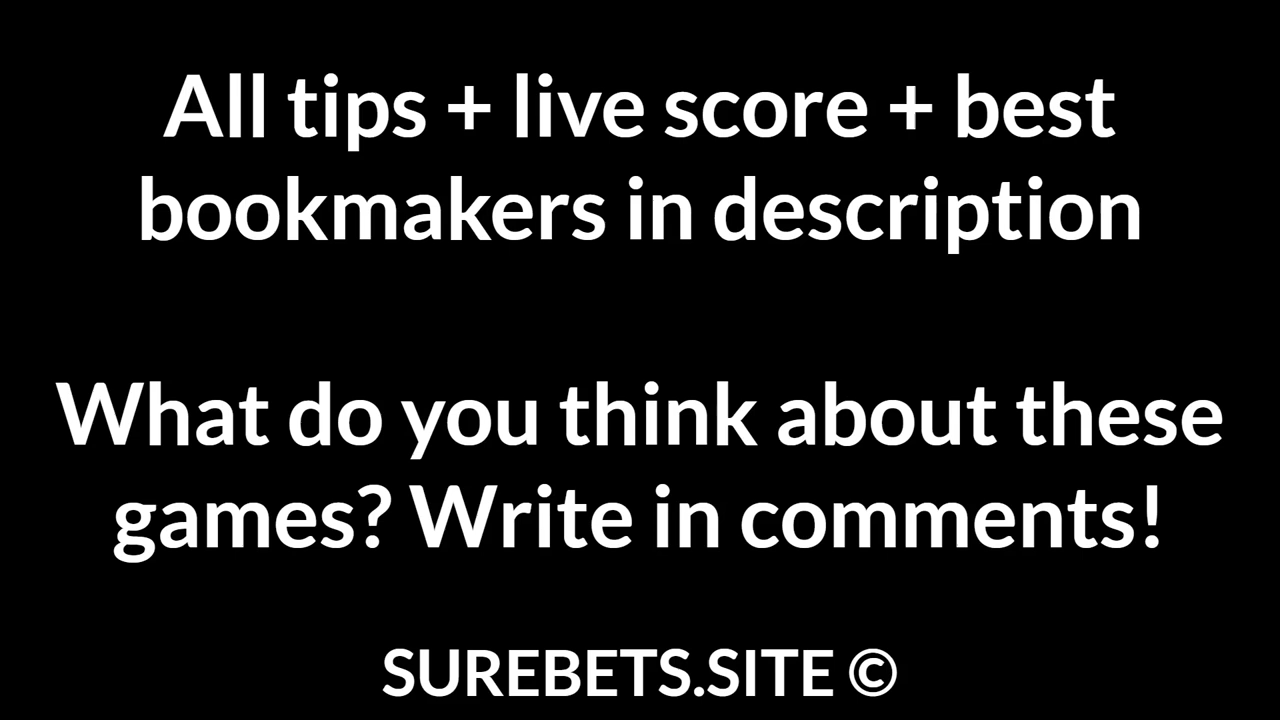 All tips + live score + best
bookmakers in description
What do you think about these
games? Write in comments!
SUREBETS.SITE ©